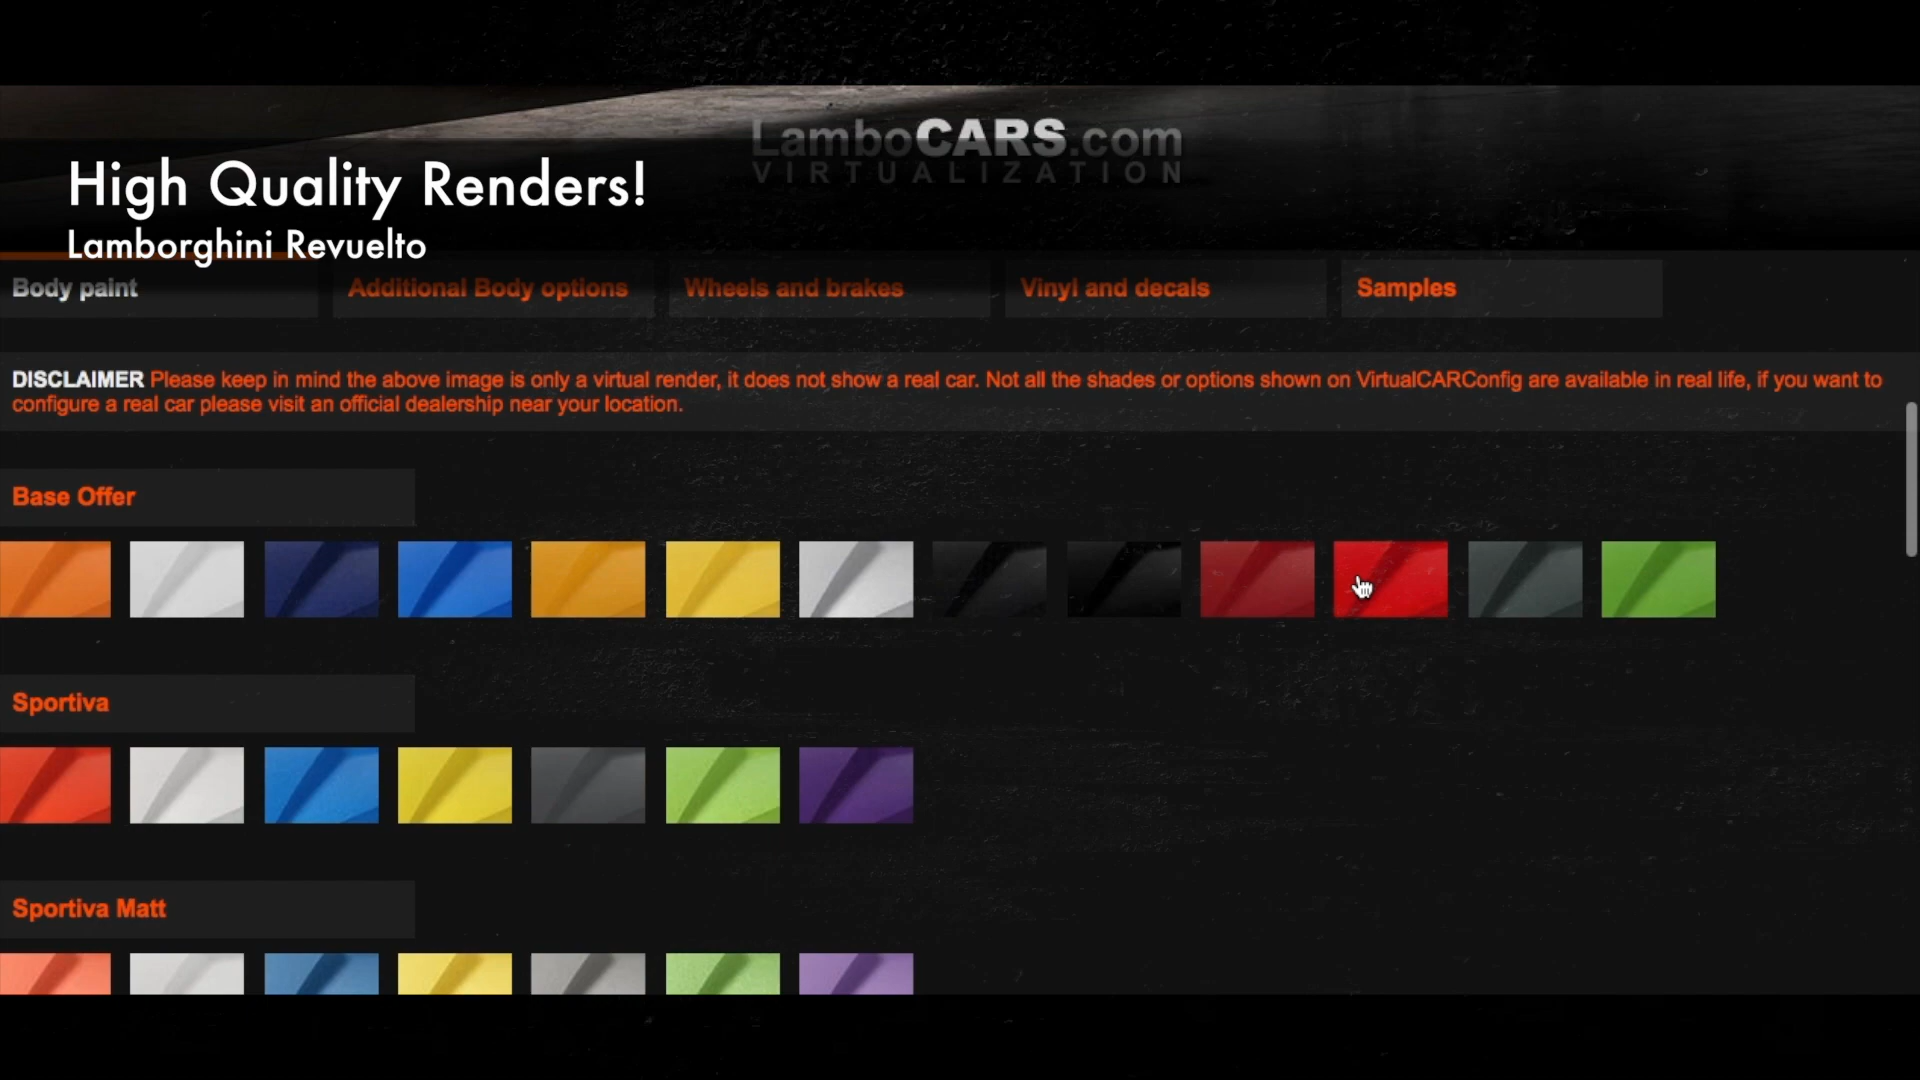 LamboCARS.com
VIRTUALIZATION
High Quality Renders!
Lamborghini Revuelto
Body paint
Additional Body options
Wheels and brakes
Vinyl and decals
Samples
DISCLAIMER Please keep in mind the above image is only a virtual render, it does not show a real car. Not all the shades or options shown on VirtualCARConfig are available in real life, if you want to
configure a real car please visit an official dealership near your location.
Base Offer
Sportiva
Sportiva Matt